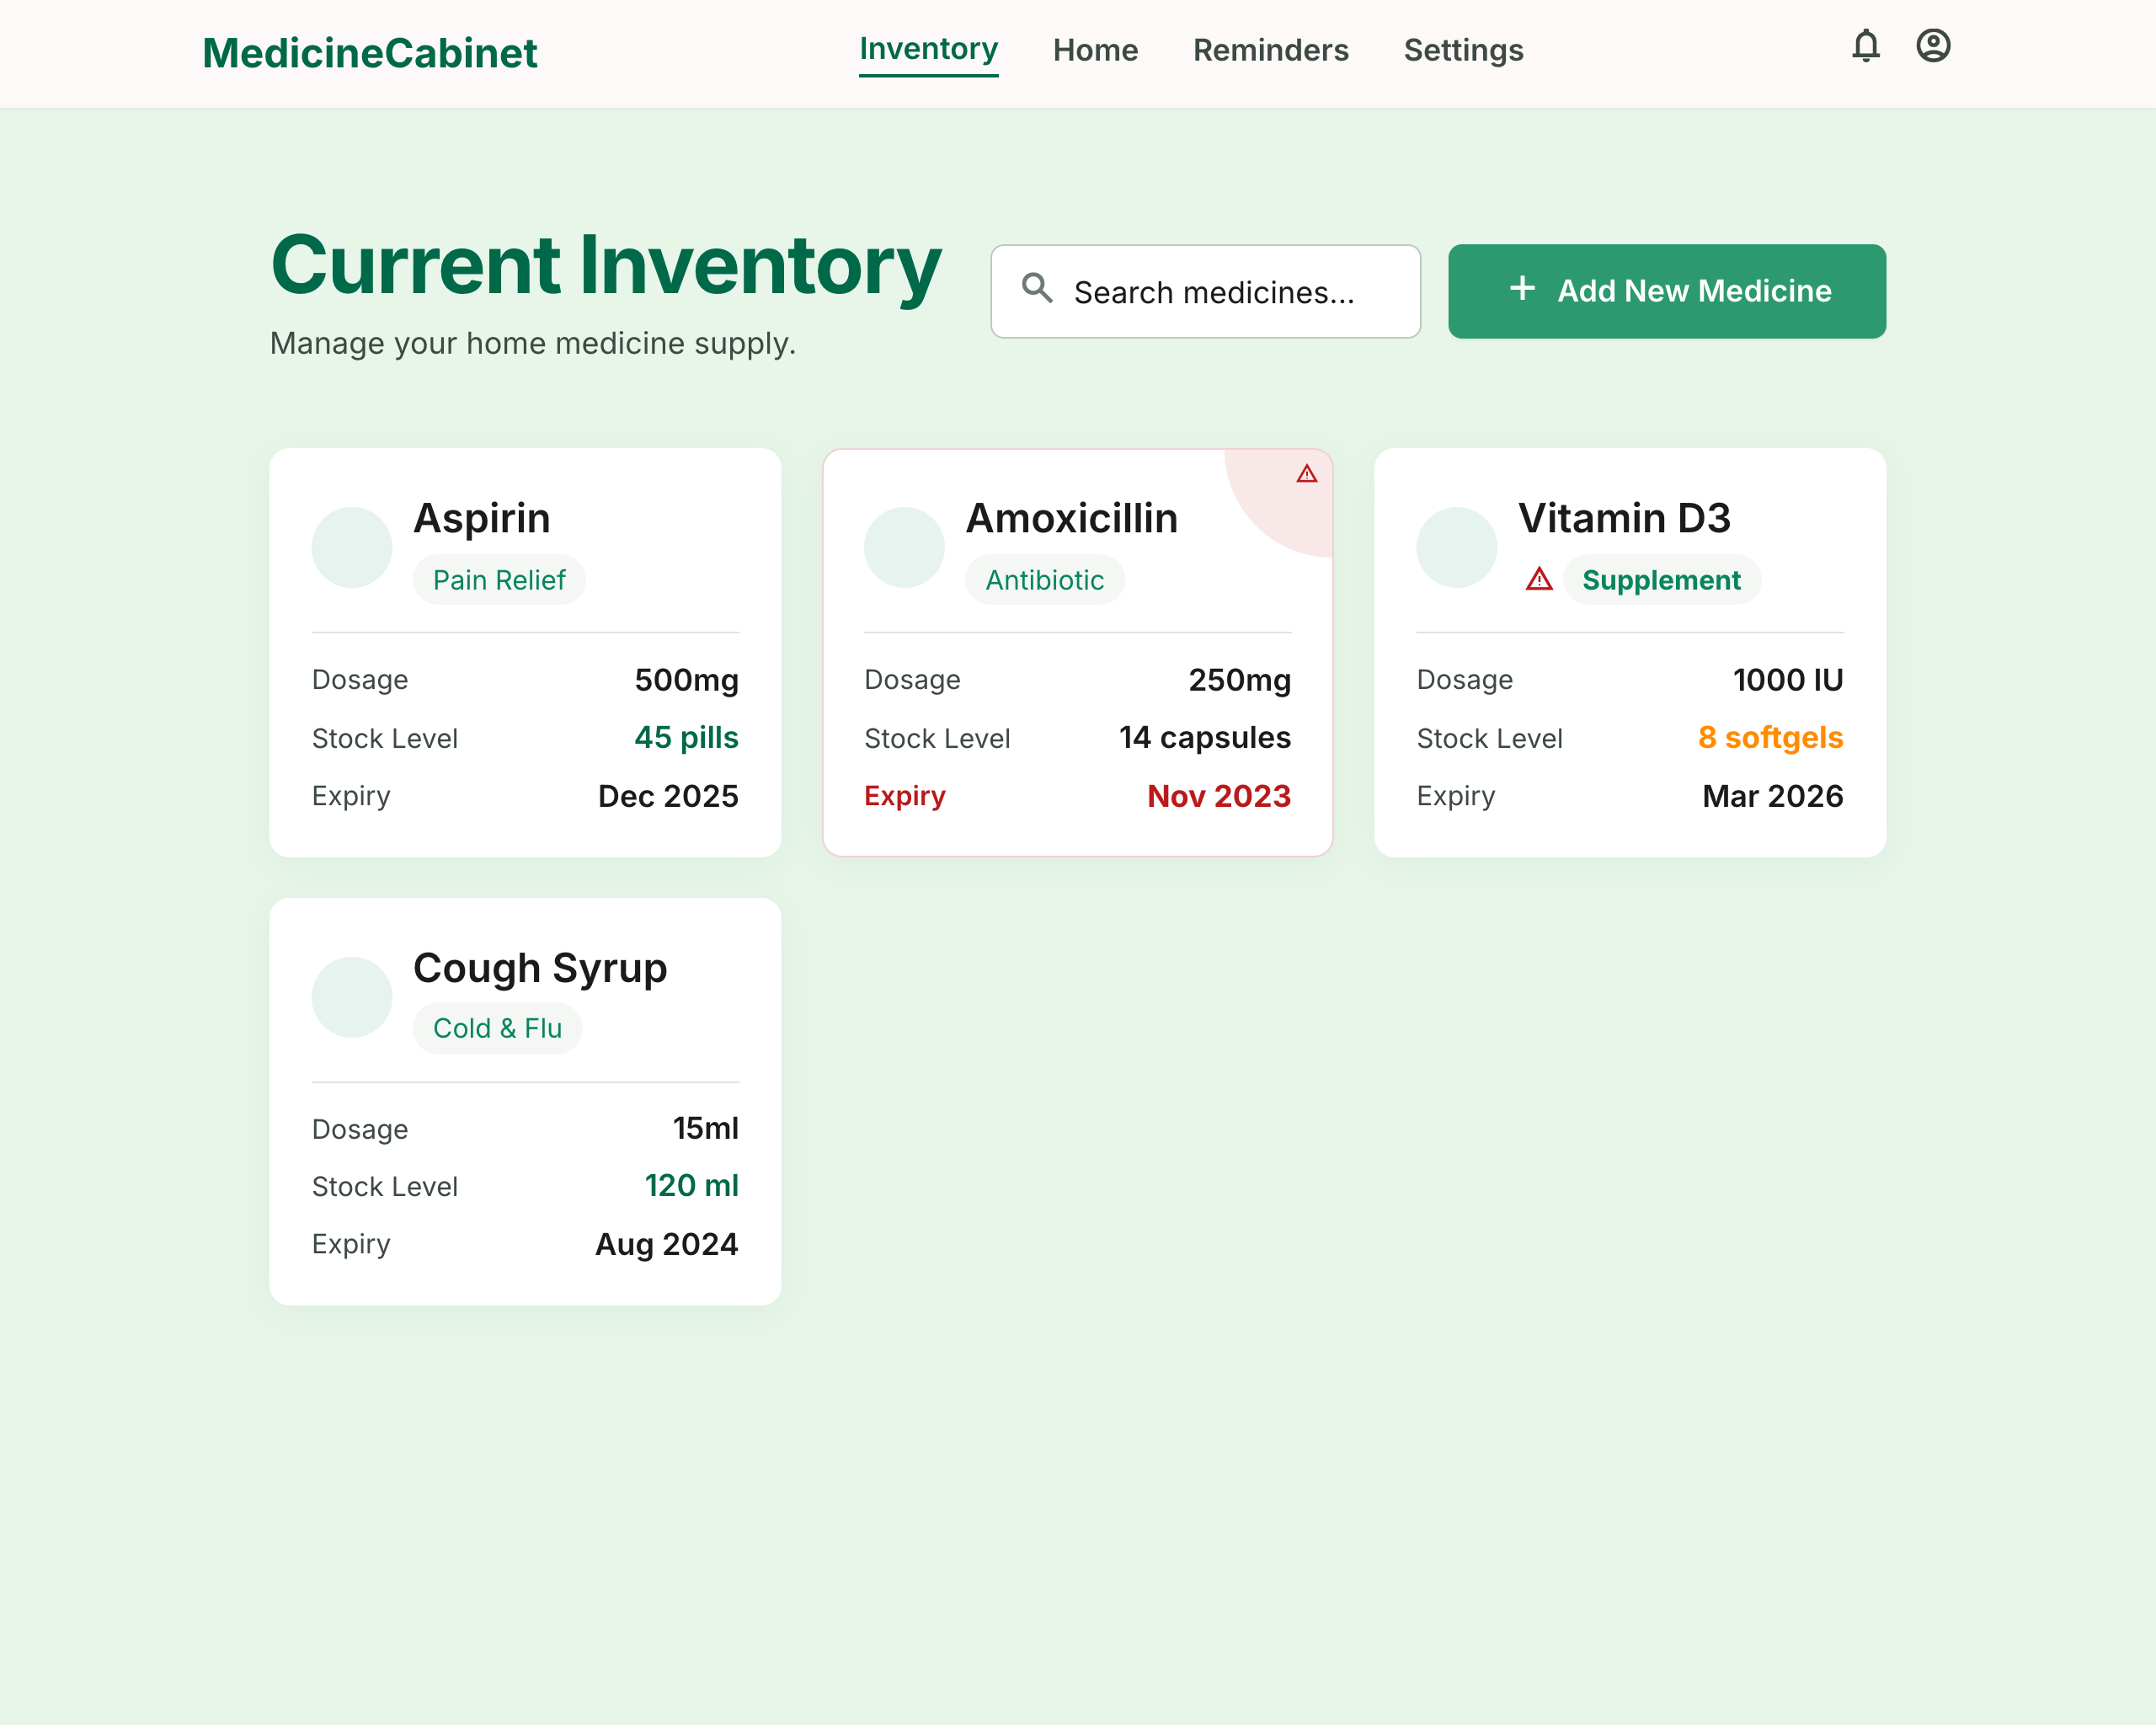 MedicineCabinet
Inventory Home Reminders Settings
Current Inventory
Manage your home medicine supply.
Search medicines...
Add New Medicine
Aspirin
Pain Relief
Dosage 500mg
Stock Level 45 pills
Expiry Dec 2025
Amoxicillin
Antibiotic
Dosage 250mg
Stock Level 14 capsules
Expiry Nov 2023
Vitamin D3
Supplement
Dosage 1000 IU
Stock Level 8 softgels
Expiry Mar 2026
Cough Syrup
Cold & Flu
Dosage 15ml
Stock Level 120 ml
Expiry Aug 2024